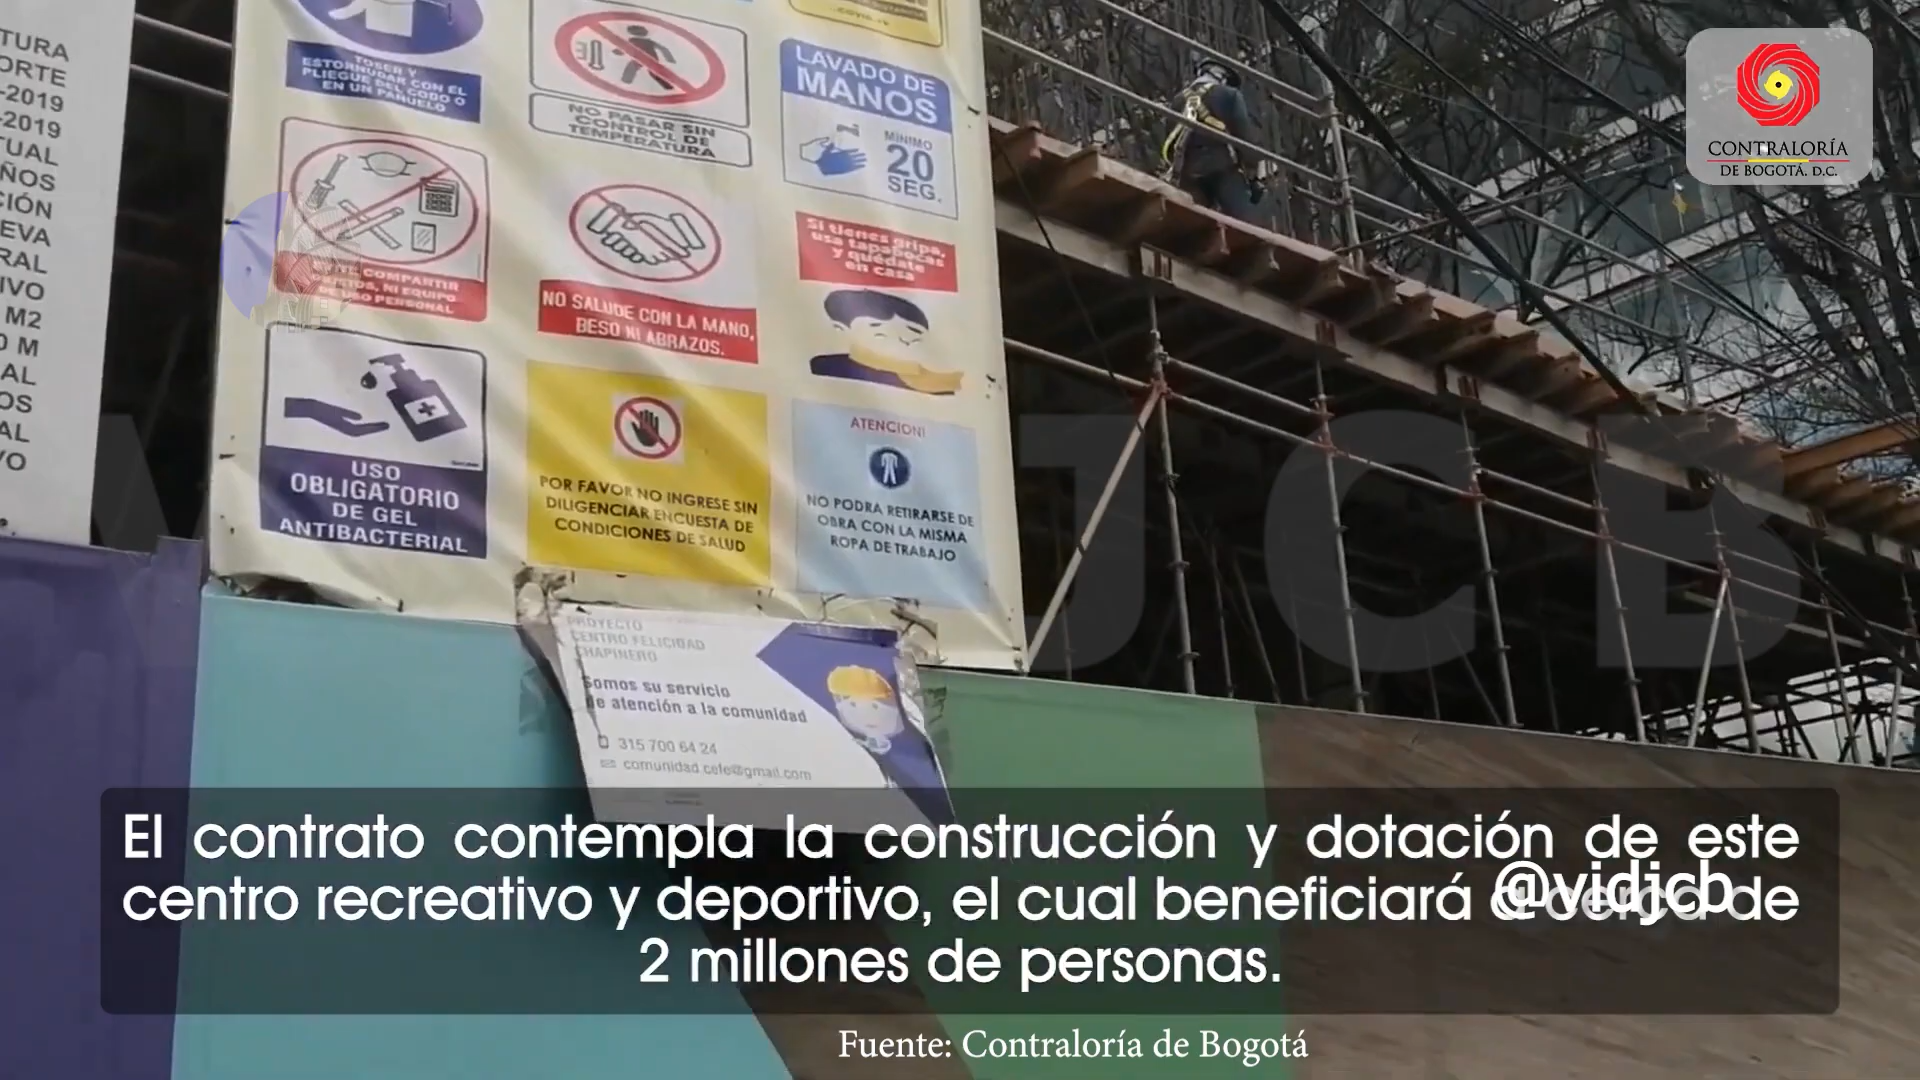 TURA
ORTE
-2019
-2019
TUAL
ÑOS
CIÓN
EVA
RAL
IVO
M2
0 M
AL
OS
AL
VO
TOSER Y
ESTORNUDAR CON EL
PLIEGUE DEL CODO O
EN UN PAÑUELO
NO PASAR SIN
CONTROL DE
TEMPERATURA
LAVADO DE
MANOS
MÍNIMO
20
SEG.
COMPARTIR
NI EQUIPO
DE USO PERSONAL
NO SALUDE CON LA MANO,
BESO NI ABRAZOS.
Si tienes gripa,
usa tapabocas
y quédate
en casa
USO
OBLIGATORIO
DE GEL
ANTIBACTERIAL
POR FAVOR NO INGRESE SIN
DILIGENCIAR ENCUESTA DE
CONDICIONES DE SALUD
ATENCION!
NO PODRA RETIRARSE DE
OBRA CON LA MISMA
ROPA DE TRABAJO
PROYECTO
CENTRO FELICIDAD
CHAPINERO
Somos su servicio
de atención a la comunidad
315 700 64 24
comunidad.cefe@gmail.com
CONTRALORÍA
DE BOGOTÁ, D.C.
V JCB
El contrato contempla la construcción y dotación de este
centro recreativo y deportivo, el cual beneficiará a cerca de
2 millones de personas.
@vidjcb
Fuente: Contraloría de Bogotá